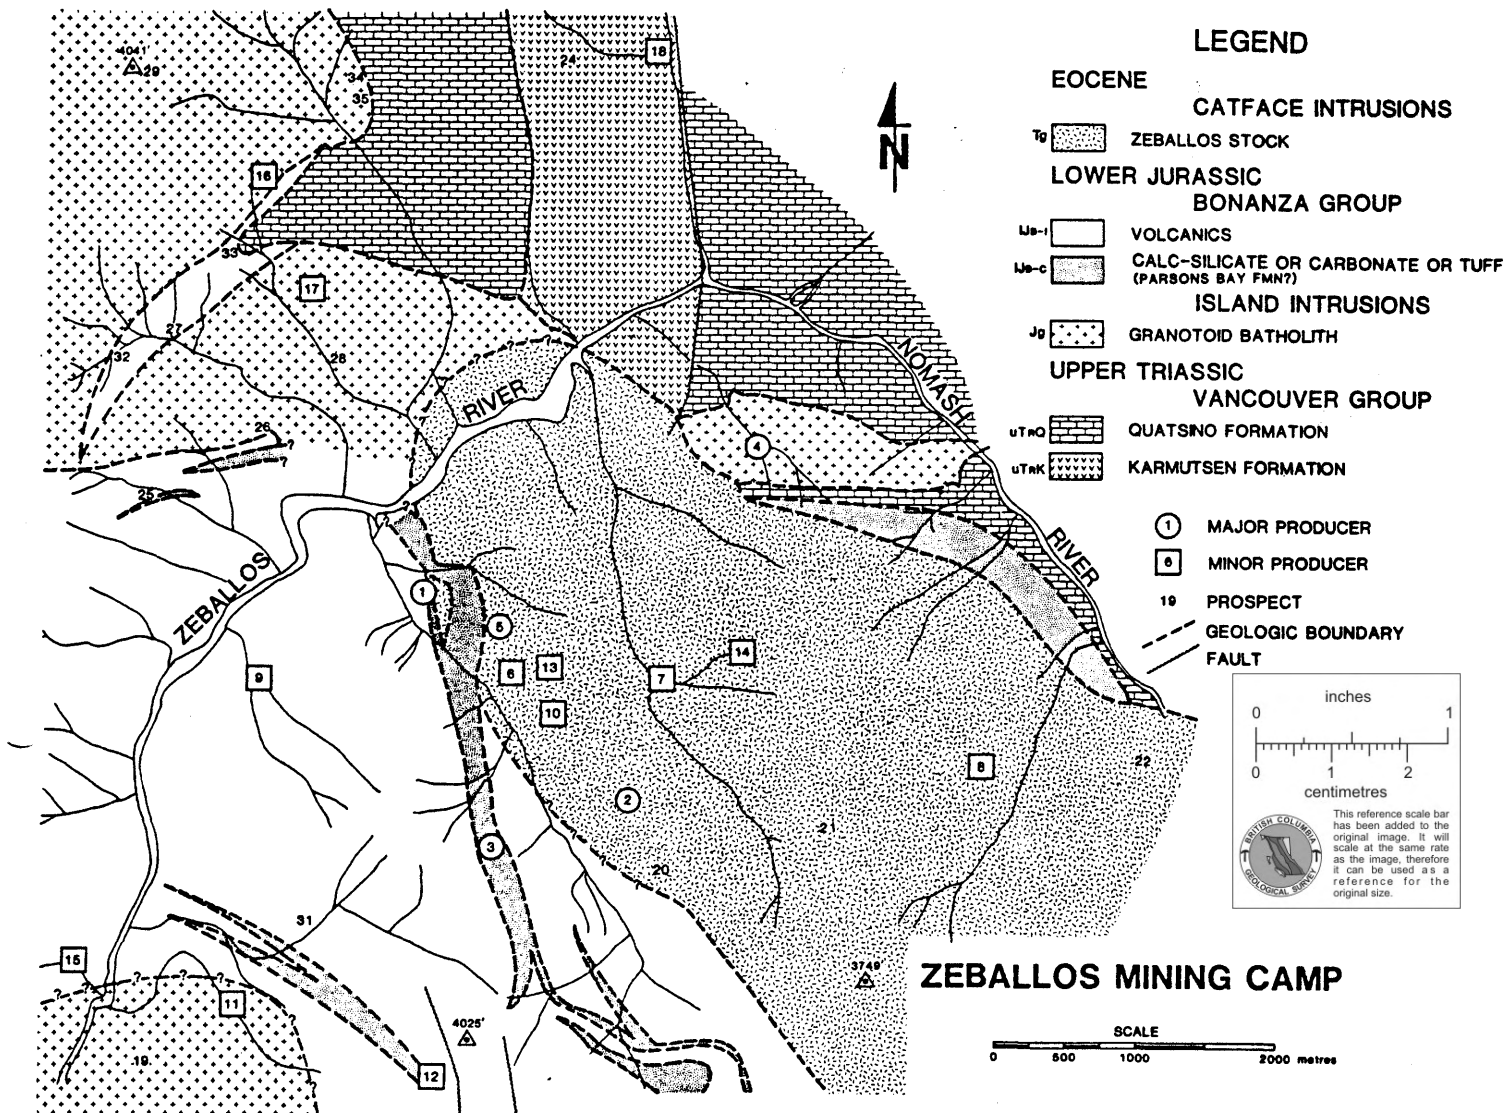 LEGEND
EOCENE
CATFACE INTRUSIONS
Tg ZEBALLOS STOCK
LOWER JURASSIC
BONANZA GROUP
lJB-l VOLCANICS
lJB-c CALC-SILICATE OR CARBONATE OR TUFF
(PARSONS BAY FMN?)
ISLAND INTRUSIONS
Jg GRANOTOID BATHOLITH
UPPER TRIASSIC
VANCOUVER GROUP
uTRQ QUATSINO FORMATION
uTRK KARMUTSEN FORMATION
1 MAJOR PRODUCER
6 MINOR PRODUCER
19 PROSPECT
GEOLOGIC BOUNDARY
FAULT
inches
0 1
0 1 2
centimetres
BRITISH COLUMBIA
GEOLOGICAL SURVEY
This reference scale bar
has been added to the
original image. It will
scale at the same rate
as the image, therefore
it can be used as a
reference for the
original size.
ZEBALLOS MINING CAMP
SCALE
0 500 1000 2000 metres
N
4041'
29
34
35
24
18
16
33
17
27
32
28
26
25
?
?
ZEBALLOS
RIVER
NOMASH
RIVER
4
1
5
6
13
14
7
10
9
8
22
2
21
3
20
31
15
11
19
12
4025'
3749